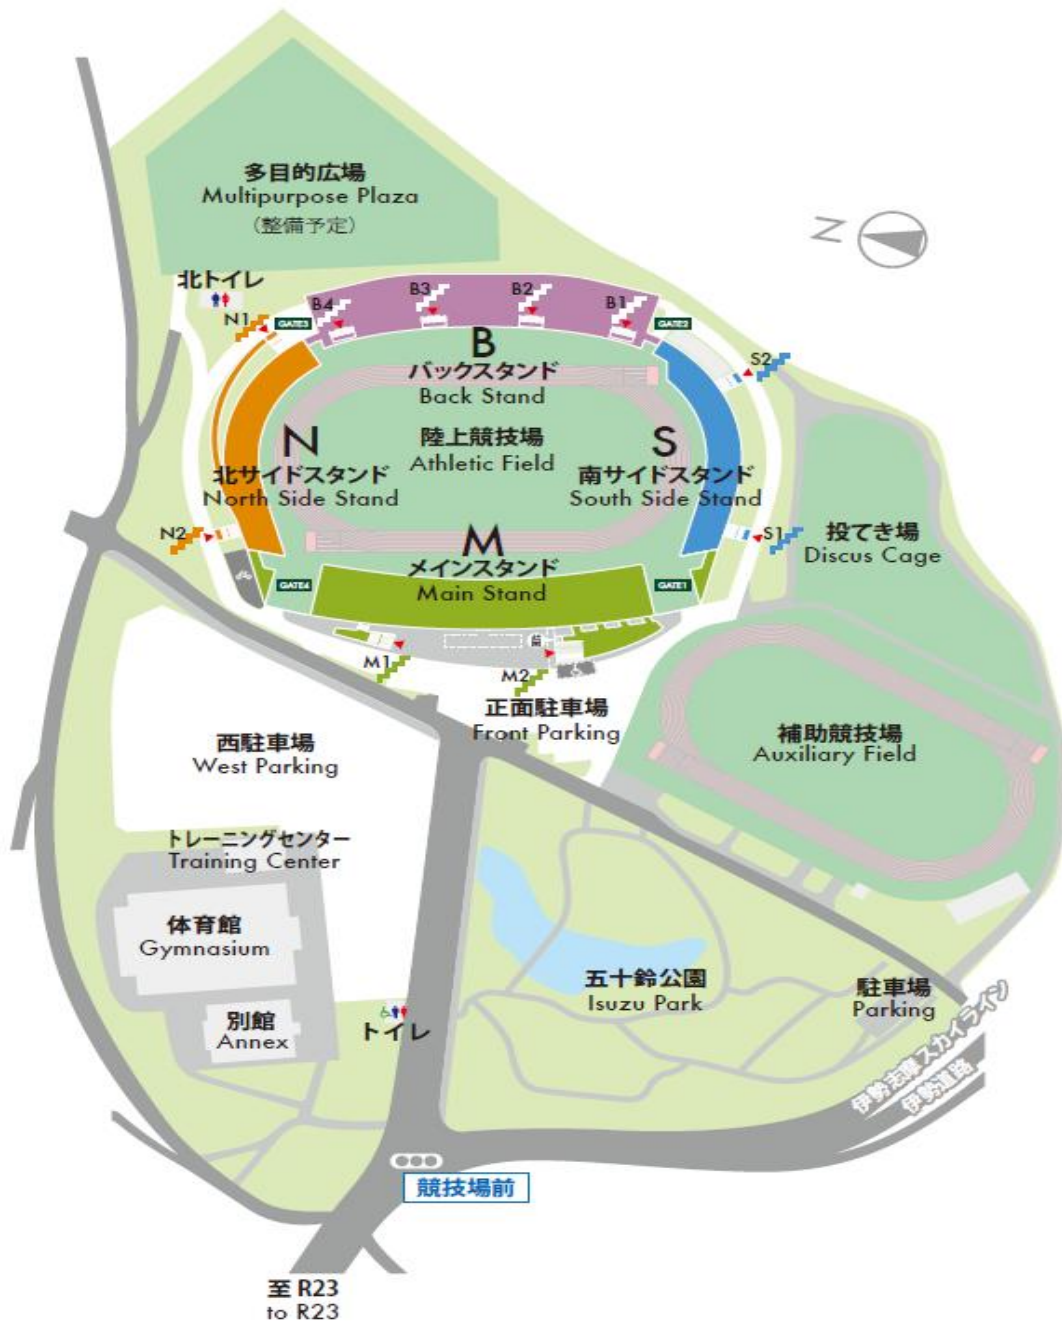 多目的広場
Multipurpose Plaza
(整備予定)
N
北トイレ
N1
GATE3
B4
B3
B2
B1
GATE2
S2
B
バックスタンド
Back Stand
N
北サイドスタンド
North Side Stand
陸上競技場
Athletic Field
S
南サイドスタンド
South Side Stand
N2
S1
投てき場
Discus Cage
M
メインスタンド
Main Stand
GATE4
GATE1
M1
M2
正面駐車場
Front Parking
補助競技場
Auxiliary Field
西駐車場
West Parking
トレーニングセンター
Training Center
体育館
Gymnasium
別館
Annex
トイレ
五十鈴公園
Isuzu Park
駐車場
Parking
伊勢志摩スカイライン
伊勢道路
競技場前
至 R23
to R23